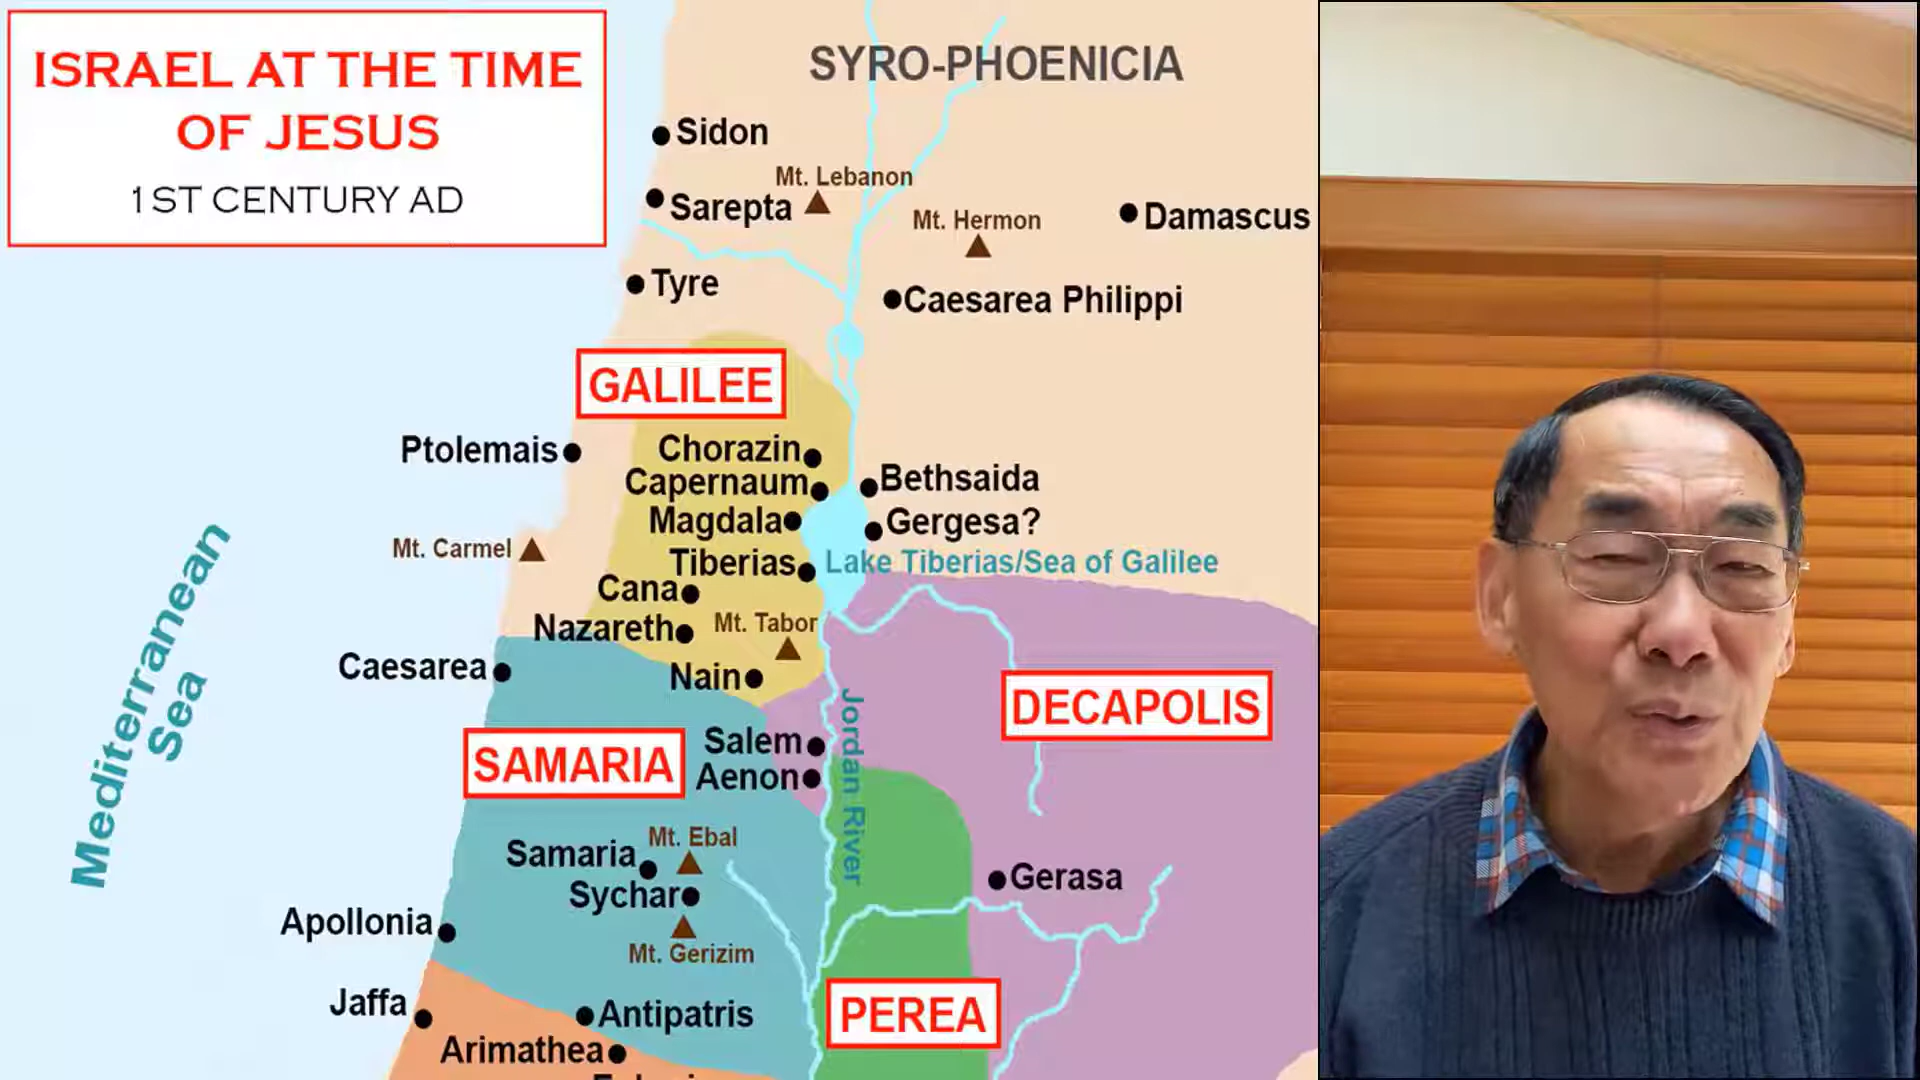 ISRAEL AT THE TIME
OF JESUS
1ST CENTURY AD
SYRO-PHOENICIA
Sidon
Mt. Lebanon
Sarepta
Mt. Hermon
Damascus
Tyre
Caesarea Philippi
GALILEE
Ptolemais
Chorazin
Capernaum
Bethsaida
Magdala
Gergesa?
Mt. Carmel
Tiberias
Lake Tiberias/Sea of Galilee
Cana
Nazareth
Mt. Tabor
Mediterranean
Sea
Caesarea
Nain
Jordan River
DECAPOLIS
SAMARIA
Salem
Aenon
Mt. Ebal
Samaria
Sychar
Gerasa
Apollonia
Mt. Gerizim
Jaffa
Antipatris
PEREA
Arimathea